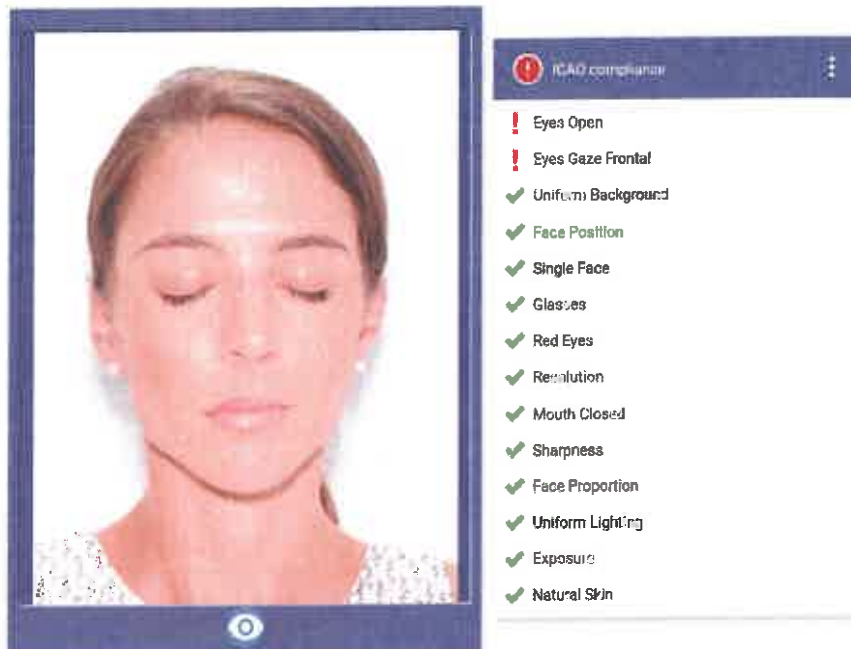 ICAO compliance
Eyes Open
Eyes Gaze Frontal
Uniform Background
Face Position
Single Face
Glasses
Red Eyes
Resolution
Mouth Closed
Sharpness
Face Proportion
Uniform Lighting
Exposure
Natural Skin